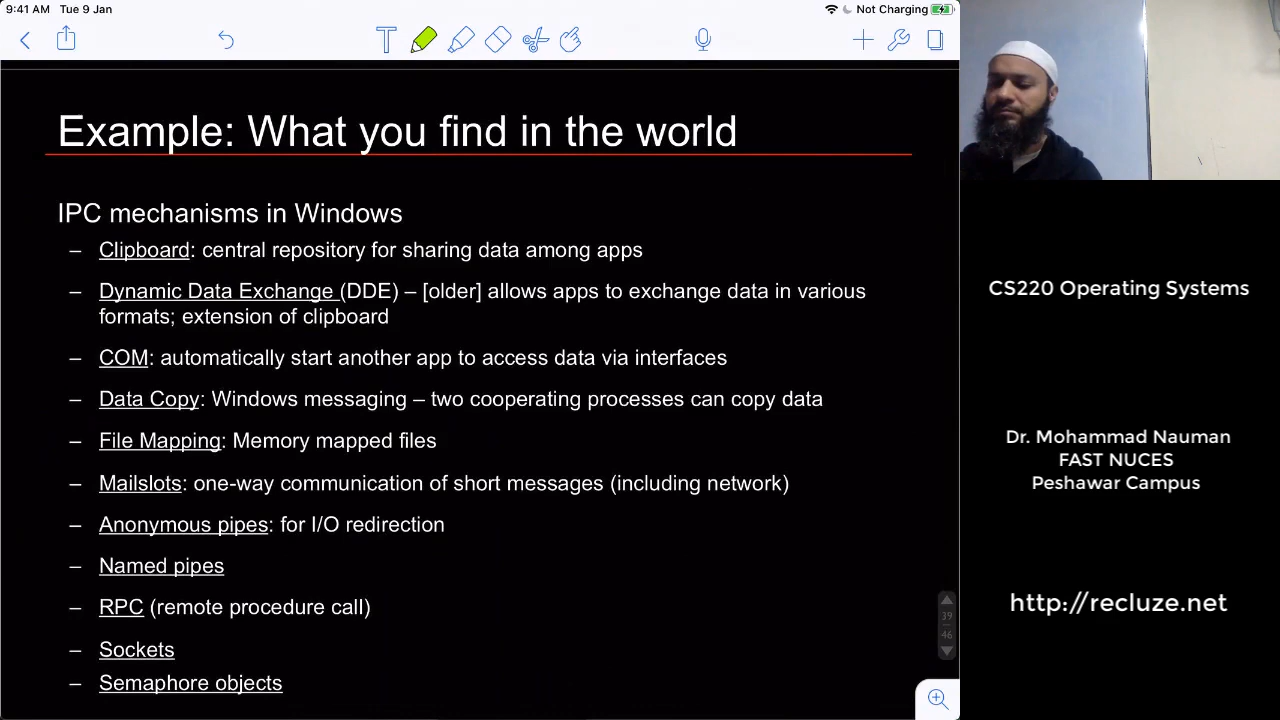 9:41 AM Tue 9 Jan
Not Charging
Example: What you find in the world
IPC mechanisms in Windows
– Clipboard: central repository for sharing data among apps
– Dynamic Data Exchange (DDE) – [older] allows apps to exchange data in various
formats; extension of clipboard
– COM: automatically start another app to access data via interfaces
– Data Copy: Windows messaging – two cooperating processes can copy data
– File Mapping: Memory mapped files
– Mailslots: one-way communication of short messages (including network)
– Anonymous pipes: for I/O redirection
– Named pipes
– RPC (remote procedure call)
– Sockets
– Semaphore objects
39
46
CS220 Operating Systems
Dr. Mohammad Nauman
FAST NUCES
Peshawar Campus
http://recluze.net